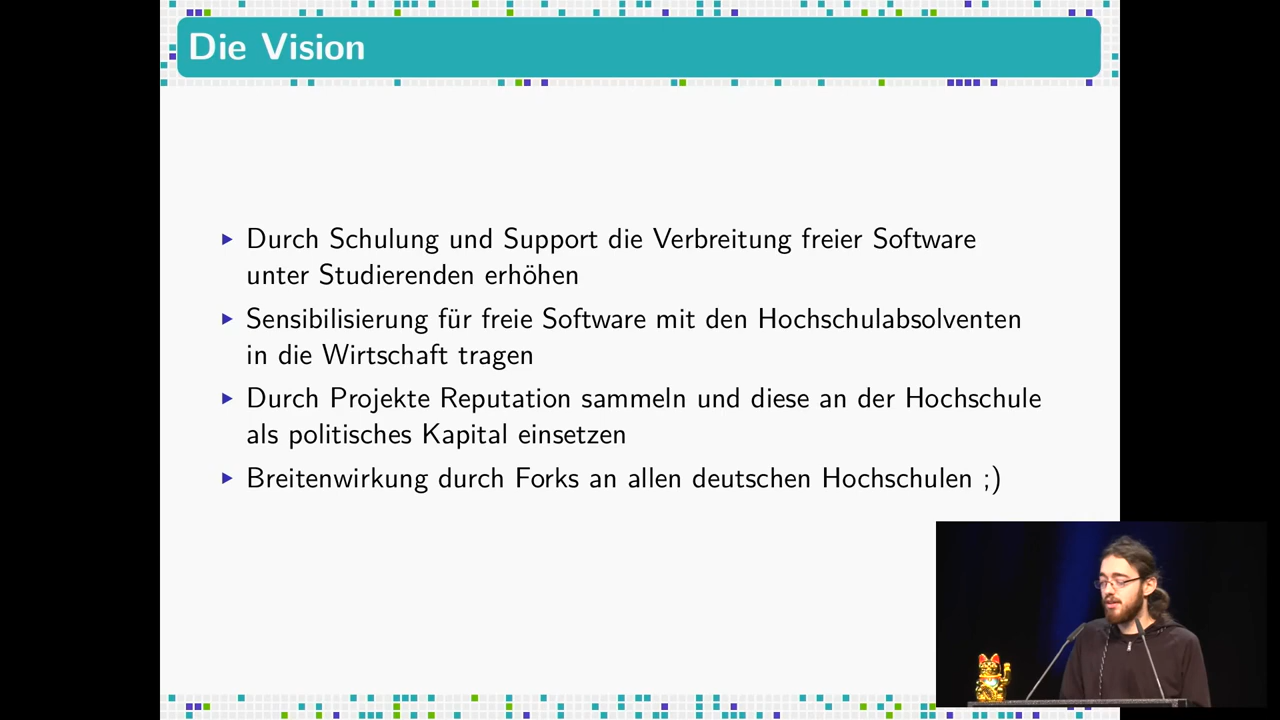 Die Vision
Durch Schulung und Support die Verbreitung freier Software
unter Studierenden erhöhen
Sensibilisierung für freie Software mit den Hochschulabsolventen
in die Wirtschaft tragen
Durch Projekte Reputation sammeln und diese an der Hochschule
als politisches Kapital einsetzen
Breitenwirkung durch Forks an allen deutschen Hochschulen ;)